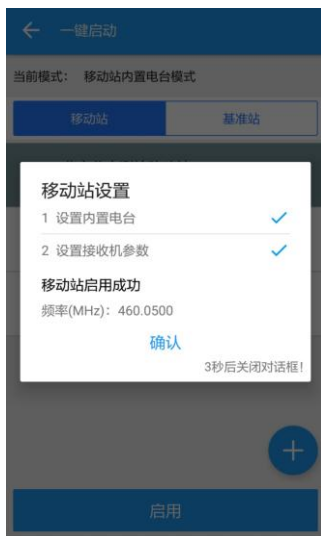 一键启动
当前模式： 移动站内置电台模式
移动站 基准站
移动站设置
1 设置内置电台
2 设置接收机参数
移动站启用成功
频率(MHz)：460.0500
确认
3秒后关闭对话框!
启用